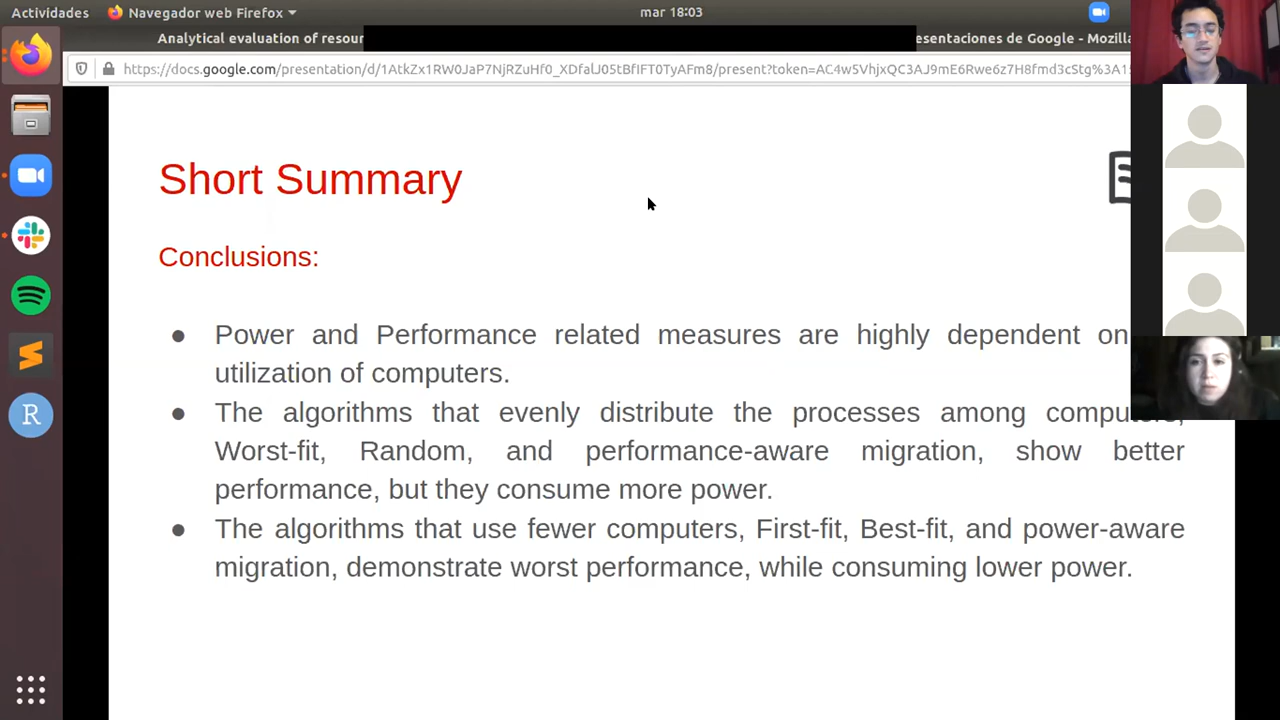 Actividades Navegador web Firefox mar 18:03
Analytical evaluation of resour esentaciones de Google - Mozilla
https://docs.google.com/presentation/d/1AtkZx1RW0JaP7NjRZuHf0_XDfalJ05tBfIFT0TyAFm8/present?token=AC4w5VhjxQC3AJ9mE6Rwe6z7H8fmd3cStg%3A15
Short Summary
Conclusions:
● Power and Performance related measures are highly dependent on
utilization of computers.
● The algorithms that evenly distribute the processes among computers,
Worst-fit, Random, and performance-aware migration, show better
performance, but they consume more power.
● The algorithms that use fewer computers, First-fit, Best-fit, and power-aware
migration, demonstrate worst performance, while consuming lower power.
R